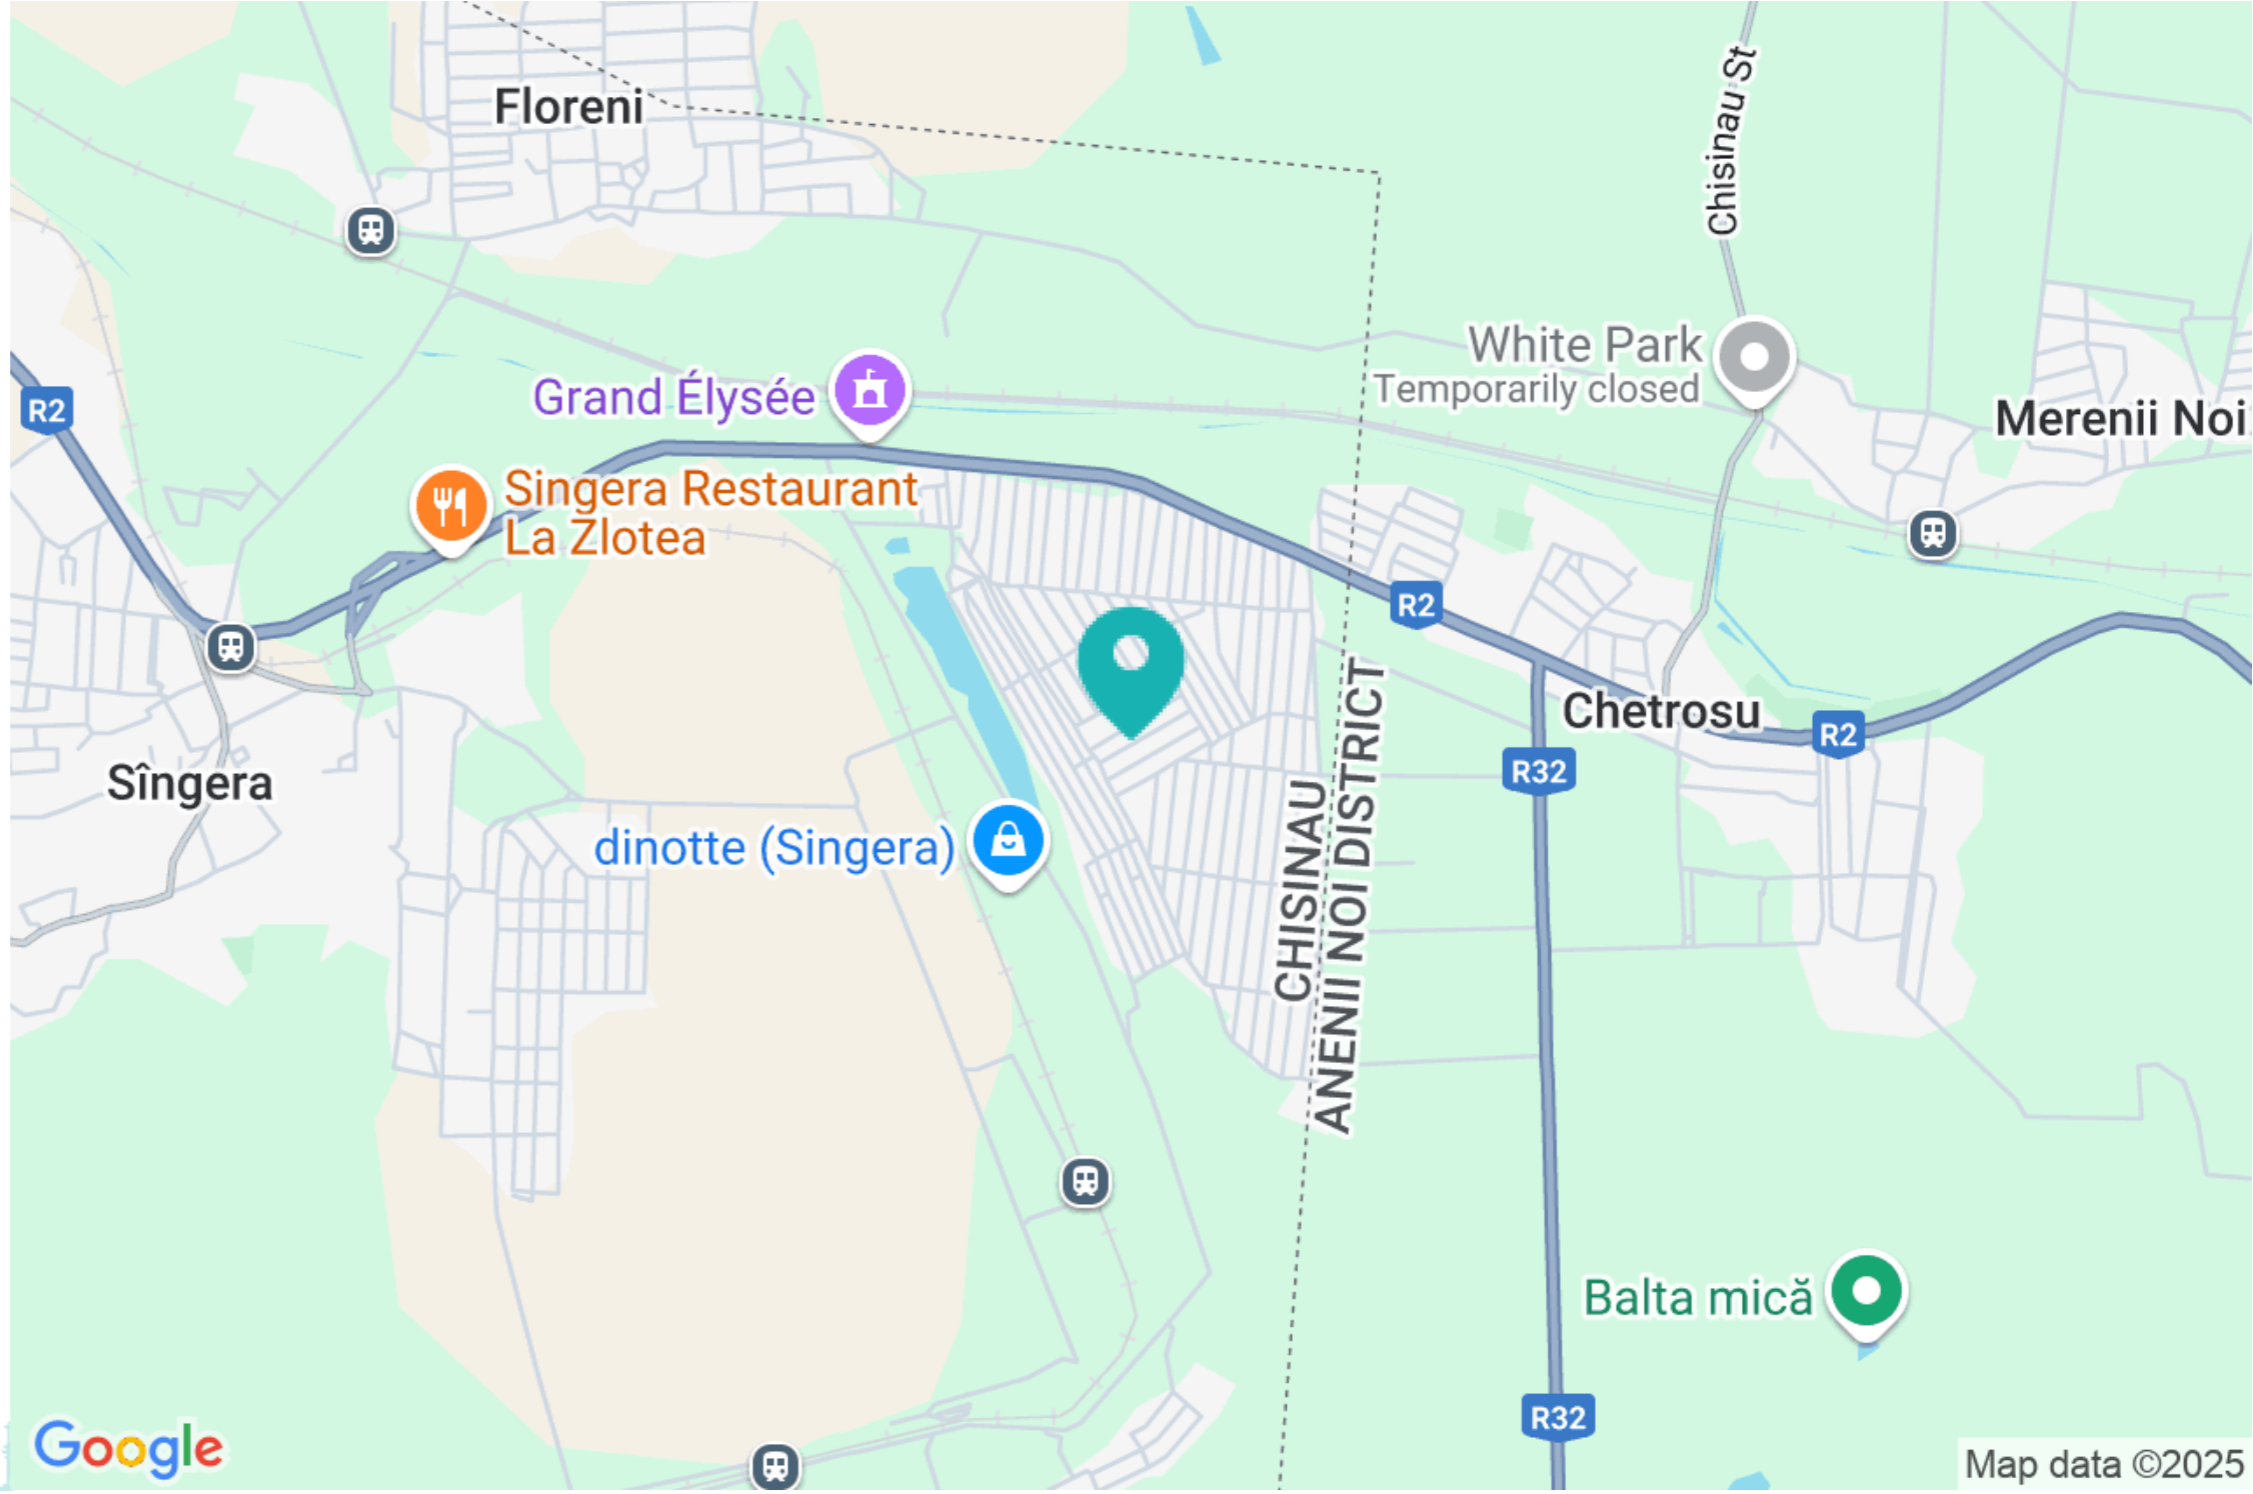 Floreni
Chisinau St
White Park
Temporarily closed
Grand Élysée
R2
Merenii Noi
Singera Restaurant
La Zlotea
R2
Chetrosu
R2
R32
Sîngera
dinotte (Singera)
CHISINAU
ANENII NOI DISTRICT
Balta mică
R32
Google
Map data ©2025